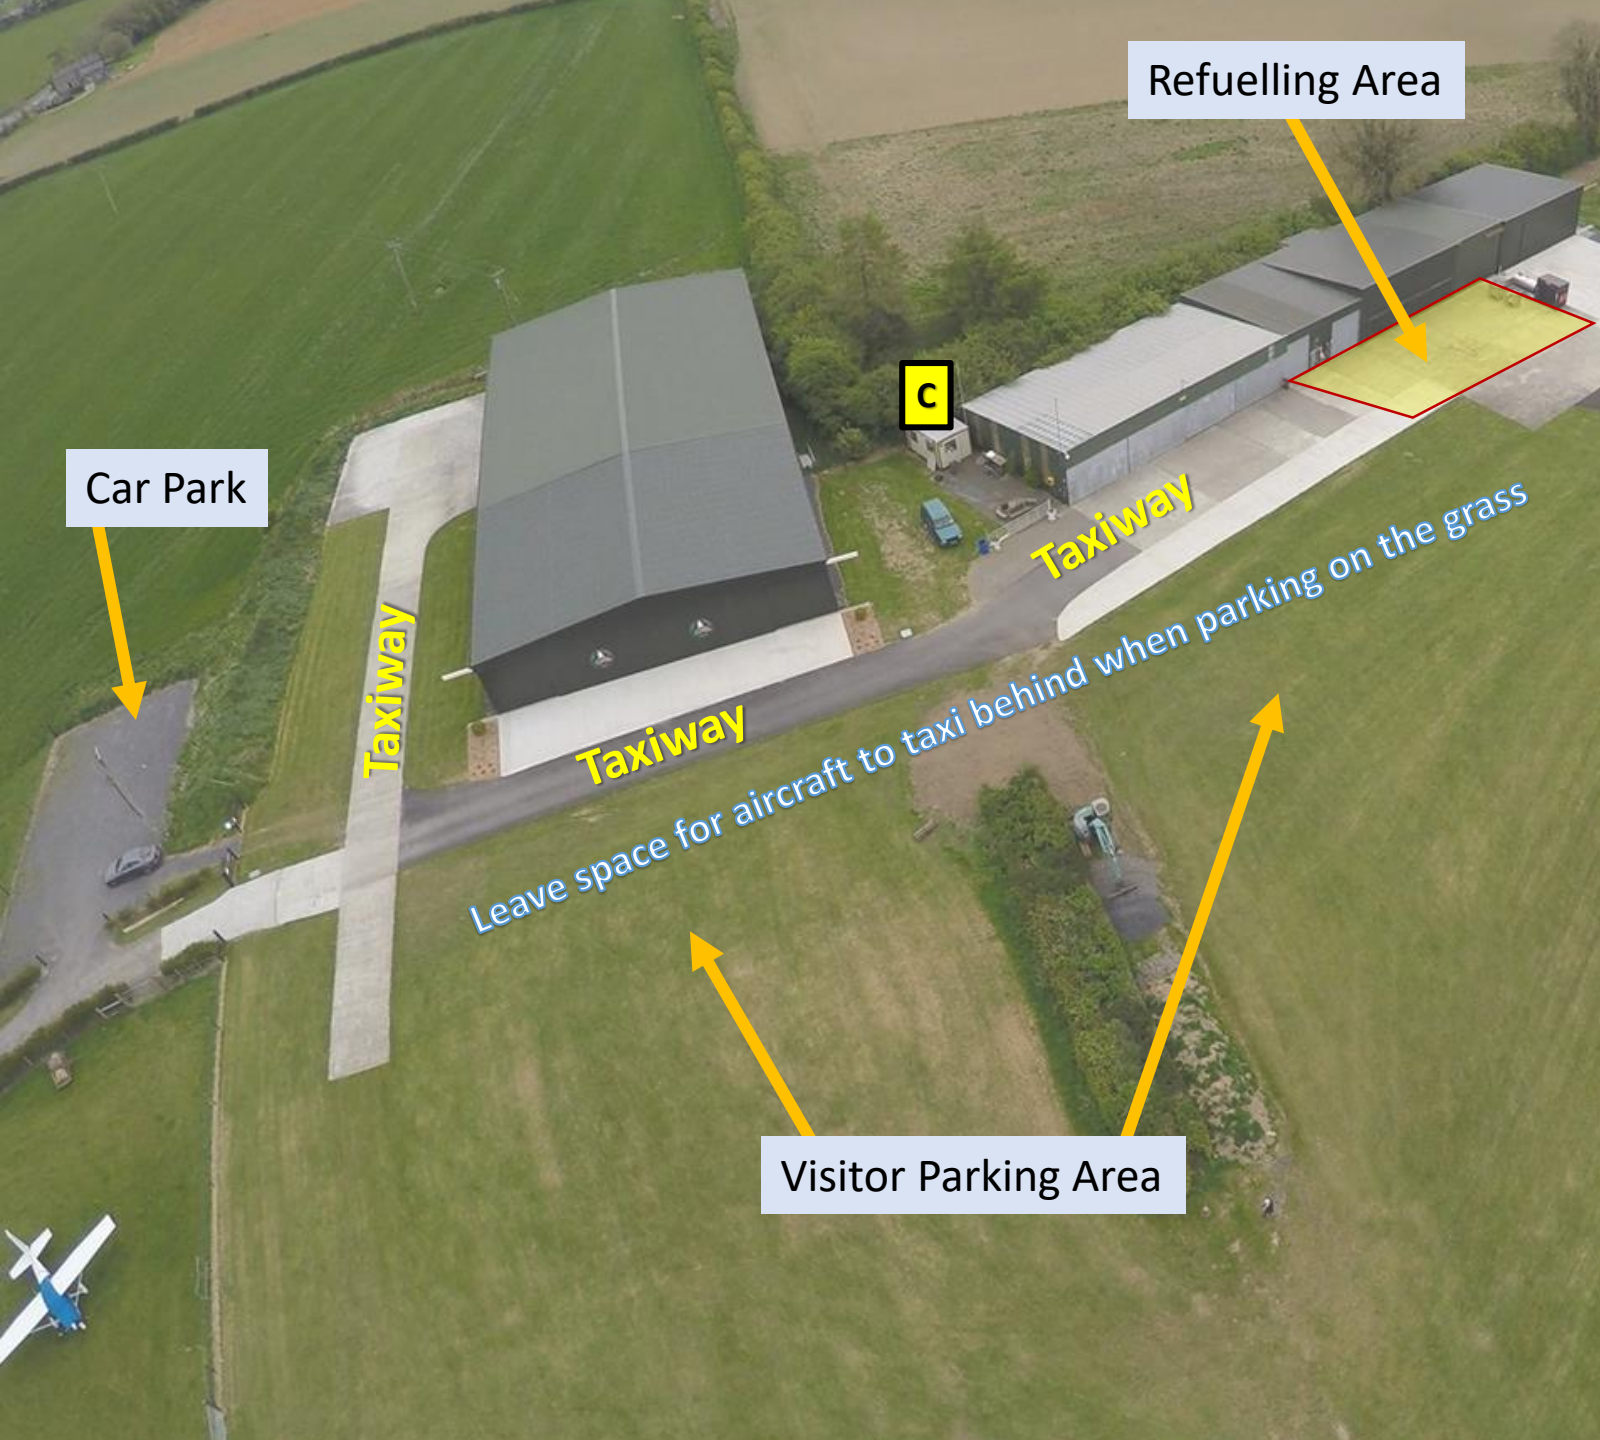 Refuelling Area
C
Car Park
Taxiway
Taxiway
Taxiway
Leave space for aircraft to taxi behind when parking on the grass
Visitor Parking Area